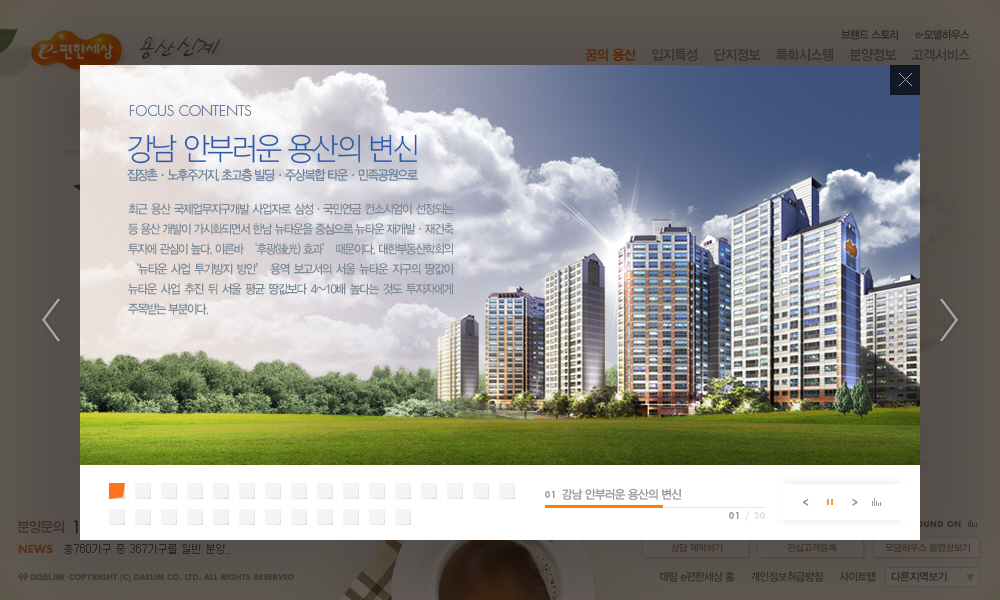 브랜드 스토리 e-모델하우스
e-편한세상 용산신계
꿈의 용산 입지특성 단지정보 특화시스템 분양정보 고객서비스
FOCUS CONTENTS
강남 안부러운 용산의 변신
집장촌 · 노후주거지, 초고층 빌딩 · 주상복합 타운 · 민족공원으로
최근 용산 국제업무지구개발 사업자로 삼성 · 국민연금 컨소시엄이 선정되는
등 용산 개발이 가시화되면서 한남 뉴타운을 중심으로 뉴타운 재개발 · 재건축
투자에 관심이 높다. 이른바 ‘후광(後光) 효과’ 때문이다. 대한부동산학회의
‘뉴타운 사업 투기방지 방안’ 용역 보고서의 서울 뉴타운 지구의 땅값이
뉴타운 사업 추진 뒤 서울 평균 땅값보다 4~10배 높다는 것도 투자자에게
주목받는 부분이다.
01 강남 안부러운 용산의 변신
01 / 30
분양문의 1
OUND ON
NEWS 총760가구 중 367가구를 일반 분양...
상담 예약하기 관심고객등록 모델하우스 동영상보기
DAELIM COPYRIGHT (C) DAELIM CO. LTD. ALL RIGHTS RESERVED
대림 e편한세상 홈 개인정보취급방침 사이트맵 다른지역보기